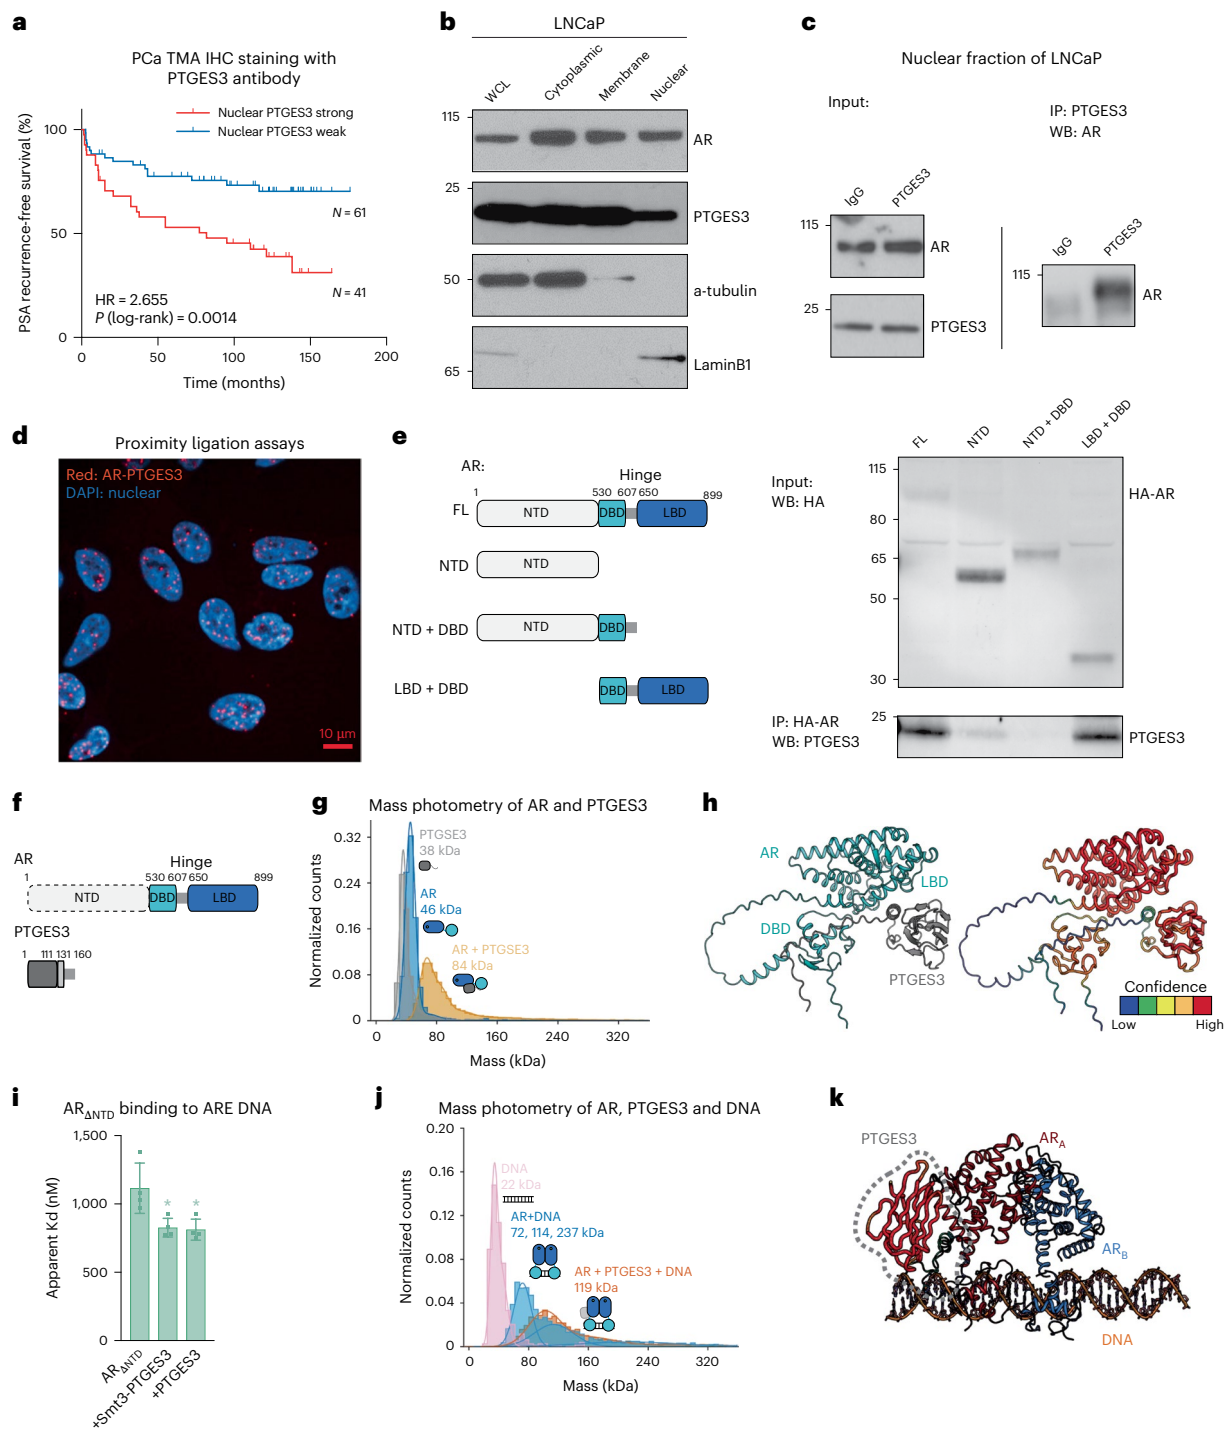 a
PCa TMA IHC staining with
PTGES3 antibody
PSA recurrence-free survival (%)
100
50
0
Nuclear PTGES3 strong
Nuclear PTGES3 weak
N = 61
N = 41
HR = 2.655
P (log-rank) = 0.0014
0
50
100
150
200
Time (months)
b
LNCaP
WCL
Cytoplasmic
Membrane
Nuclear
115
AR
25
PTGES3
50
a-tubulin
65
LaminB1
c
Nuclear fraction of LNCaP
Input:
IP: PTGES3
WB: AR
IgG
PTGES3
115
AR
25
PTGES3
IgG
PTGES3
115
AR
d
Proximity ligation assays
Red: AR-PTGES3
DAPI: nuclear
10 µm
e
AR:
Hinge
1
530
607
650
899
FL
NTD
DBD
LBD
NTD
NTD
NTD + DBD
NTD
DBD
LBD + DBD
DBD
LBD
Input:
WB: HA
FL
NTD
NTD + DBD
LBD + DBD
115
80
65
50
30
HA-AR
IP: HA-AR
WB: PTGES3
25
PTGES3
f
AR
Hinge
1
530
607
650
899
NTD
DBD
LBD
PTGES3
1
111
131
160
g
Mass photometry of AR and PTGES3
Normalized counts
0.32
0.24
0.16
0.08
0
PTGSE3
38 kDa
AR
46 kDa
AR + PTGSE3
84 kDa
0
80
160
240
320
Mass (kDa)
h
AR
LBD
DBD
PTGES3
Confidence
Low
High
i
ARΔNTD binding to ARE DNA
Apparent Kd (nM)
1,500
1,000
500
0
*
*
ARΔNTD
+Smt3-PTGES3
+PTGES3
j
Mass photometry of AR, PTGES3 and DNA
Normalized counts
0.20
0.16
0.12
0.08
0.04
0
DNA
22 kDa
AR+DNA
72, 114, 237 kDa
AR + PTGES3 + DNA
119 kDa
0
80
160
240
320
Mass (kDa)
k
PTGES3
ARA
ARB
DNA